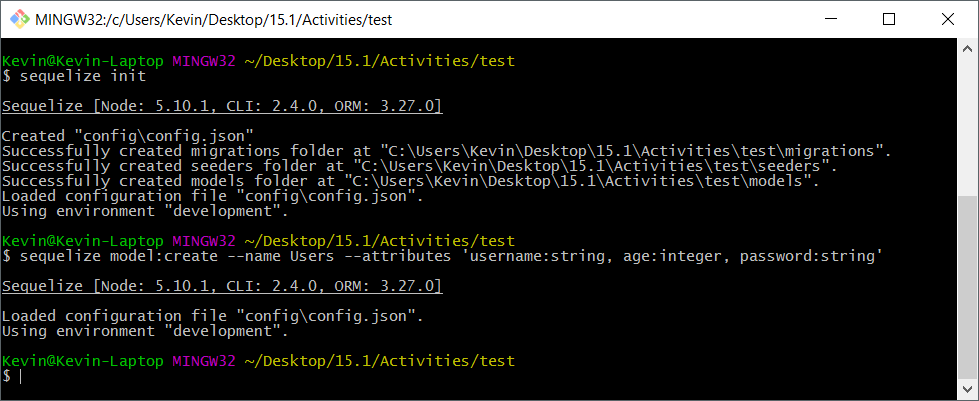 MINGW32:/c/Users/Kevin/Desktop/15.1/Activities/test
Kevin@Kevin-Laptop MINGW32 ~/Desktop/15.1/Activities/test
$ sequelize init
Sequelize [Node: 5.10.1, CLI: 2.4.0, ORM: 3.27.0]
Created "config\config.json"
Successfully created migrations folder at "C:\Users\Kevin\Desktop\15.1\Activities\test\migrations".
Successfully created seeders folder at "C:\Users\Kevin\Desktop\15.1\Activities\test\seeders".
Successfully created models folder at "C:\Users\Kevin\Desktop\15.1\Activities\test\models".
Loaded configuration file "config\config.json".
Using environment "development".
Kevin@Kevin-Laptop MINGW32 ~/Desktop/15.1/Activities/test
$ sequelize model:create --name Users --attributes 'username:string, age:integer, password:string'
Sequelize [Node: 5.10.1, CLI: 2.4.0, ORM: 3.27.0]
Loaded configuration file "config\config.json".
Using environment "development".
Kevin@Kevin-Laptop MINGW32 ~/Desktop/15.1/Activities/test
$